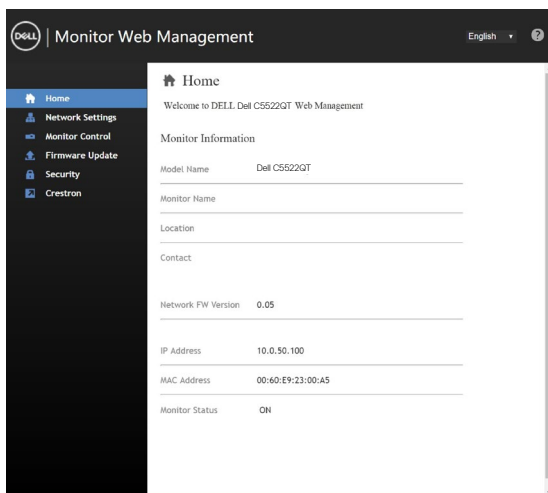 DELL | Monitor Web Management
English
?
Home
Network Settings
Monitor Control
Firmware Update
Security
Crestron
Home
Welcome to DELL Dell C5522QT Web Management
Monitor Information
Model Name Dell C5522QT
Monitor Name
Location
Contact
Network FW Version 0.05
IP Address 10.0.50.100
MAC Address 00:60:E9:23:00:A5
Monitor Status ON